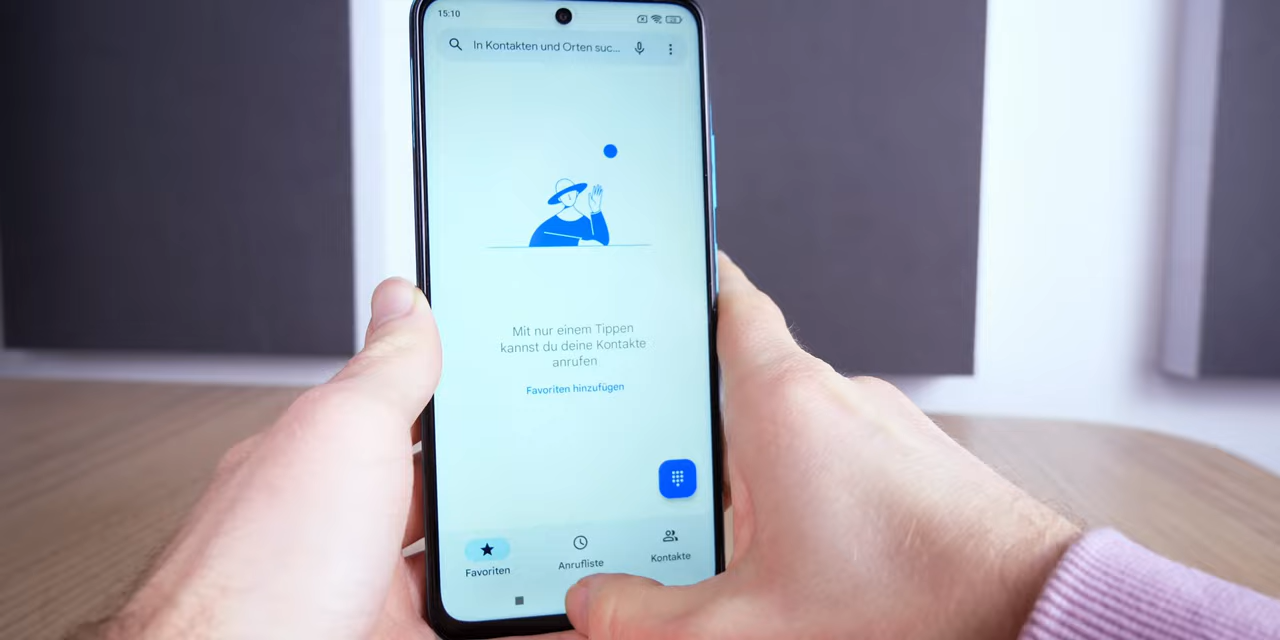 15:10
In Kontakten und Orten suc...
Mit nur einem Tippen
kannst du deine Kontakte
anrufen
Favoriten hinzufügen
Favoriten
Anrufliste
Kontakte